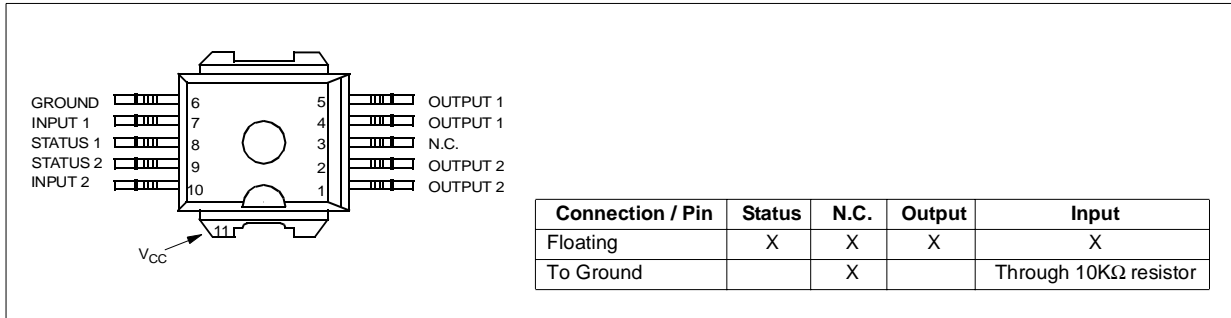 GROUND 6 5 OUTPUT 1
INPUT 1 7 4 OUTPUT 1
STATUS 1 8 3 N.C.
STATUS 2 9 2 OUTPUT 2
INPUT 2 10 1 OUTPUT 2
11
VCC
Connection / Pin Status N.C. Output Input
Floating X X X X
To Ground X Through 10KΩ resistor